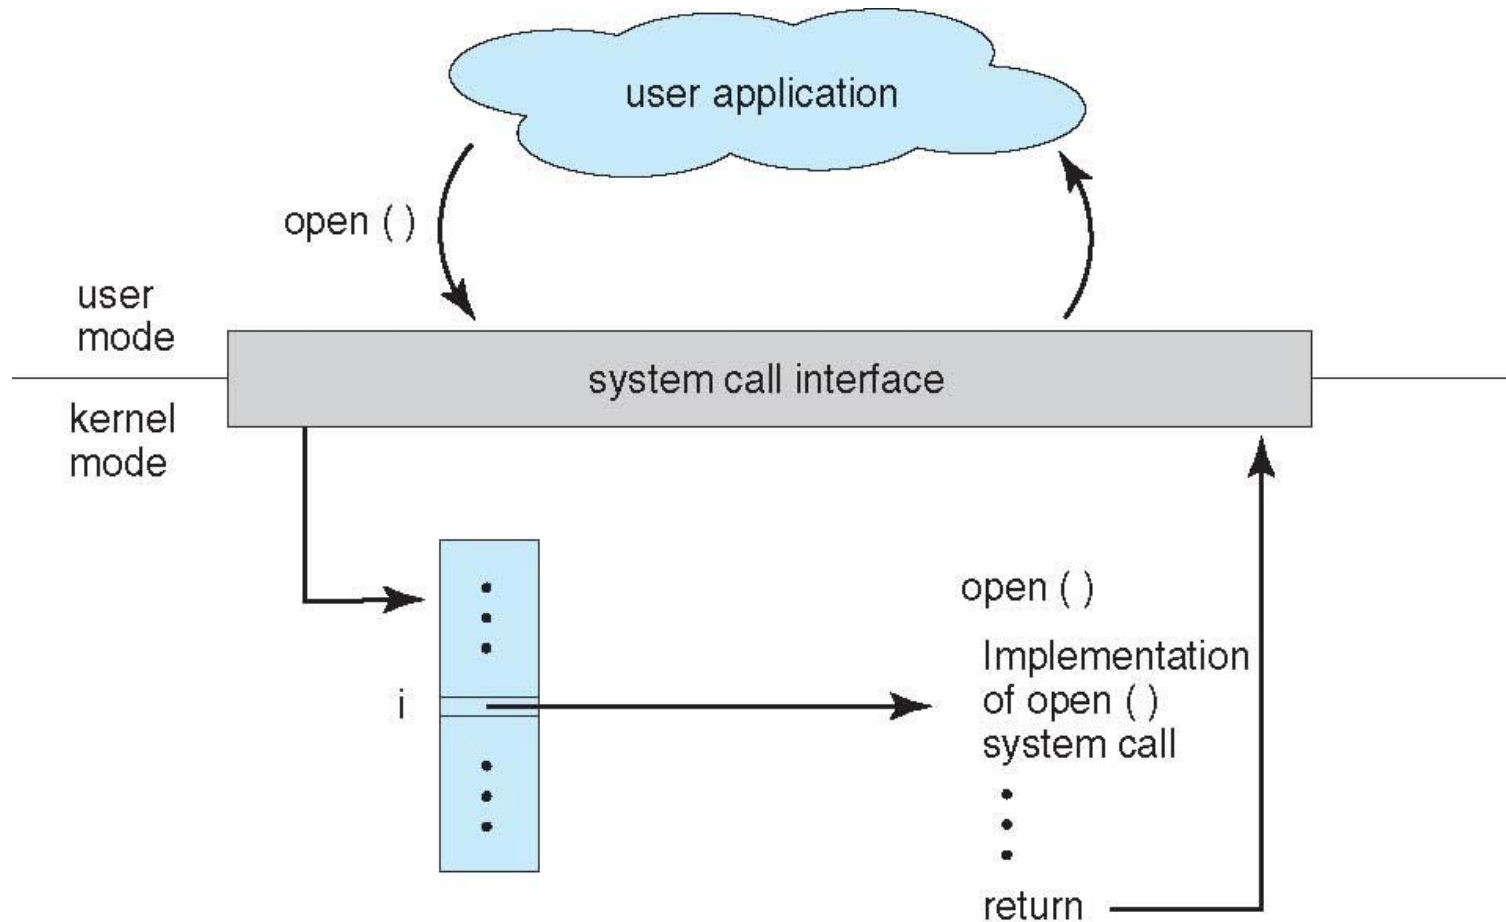 user application
open ( )
user
mode
system call interface
kernel
mode
open ( )
Implementation
of open ( )
system call
i
return